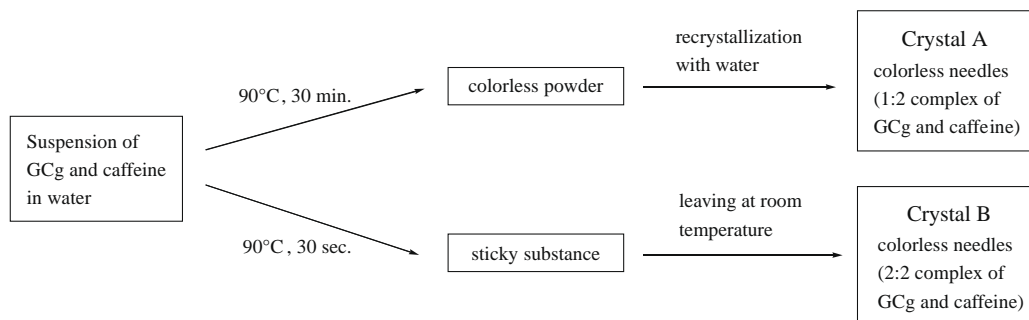 Suspension of
GCg and caffeine
in water
90°C, 30 min.
colorless powder
recrystallization
with water
Crystal A
colorless needles
(1:2 complex of
GCg and caffeine)
90°C, 30 sec.
sticky substance
leaving at room
temperature
Crystal B
colorless needles
(2:2 complex of
GCg and caffeine)